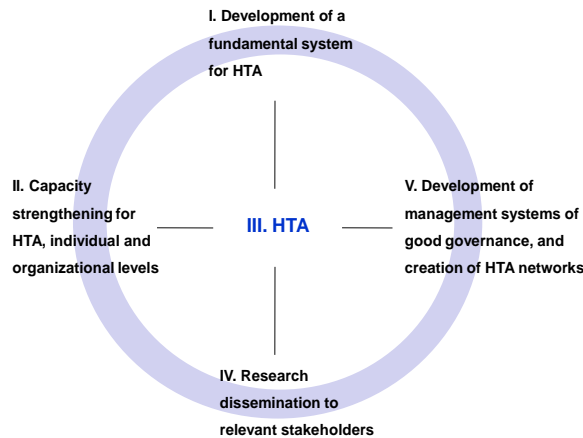 I. Development of a
fundamental system
for HTA
II. Capacity
strengthening for
HTA, individual and
organizational levels
III. HTA
V. Development of
management systems of
good governance, and
creation of HTA networks
IV. Research
dissemination to
relevant stakeholders